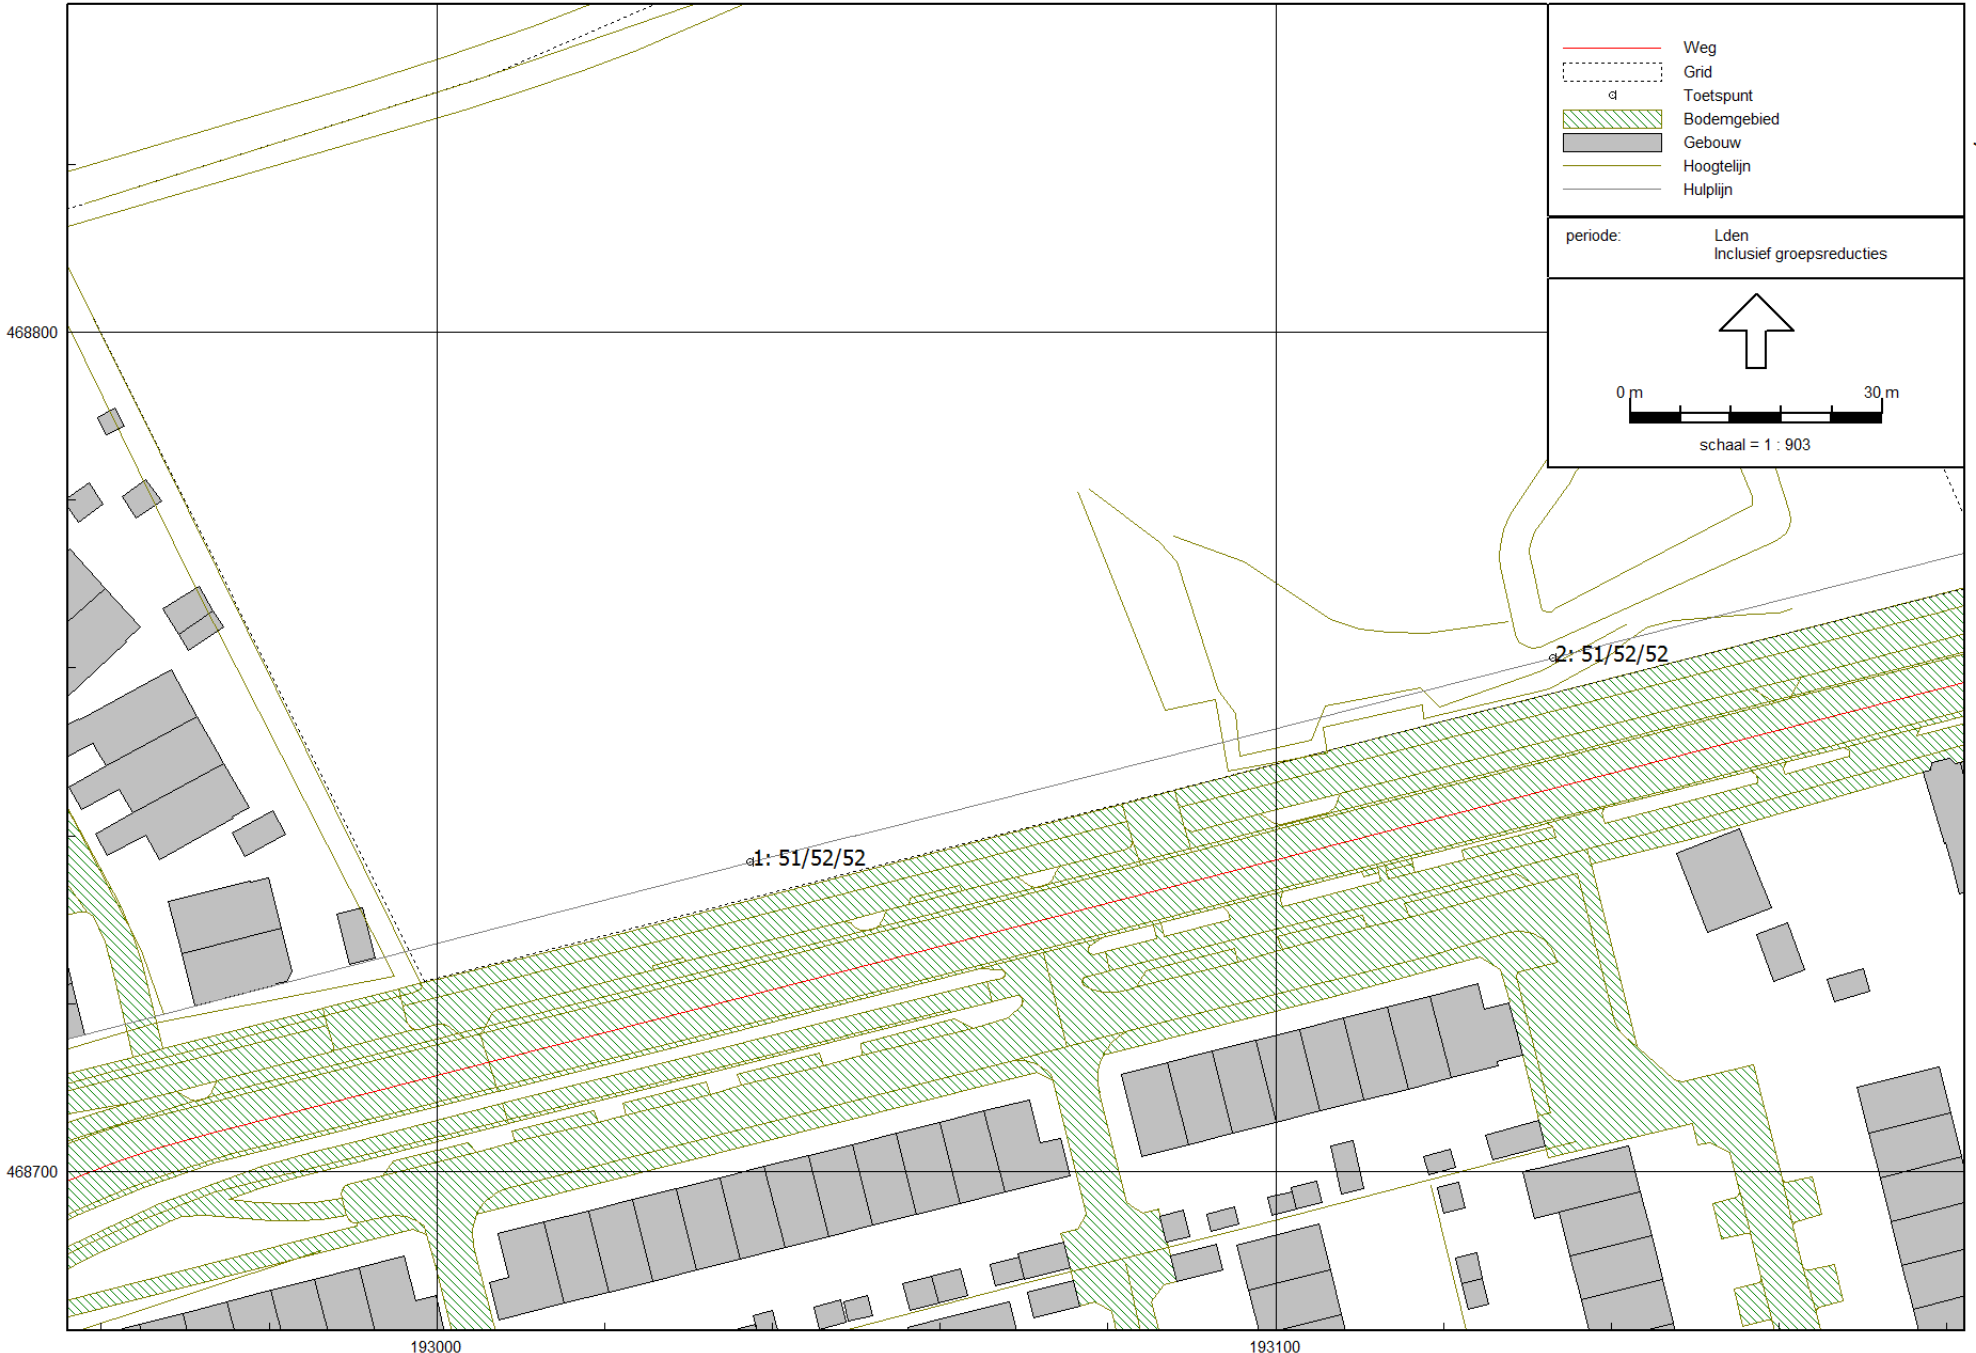 Weg
Grid
Toetspunt
Bodemgebied
Gebouw
Hoogtelijn
Hulplijn
periode: Lden
Inclusief groepsreducties
0 m 30 m
schaal = 1 : 903
468800
2: 51/52/52
1: 51/52/52
468700
193000 193100